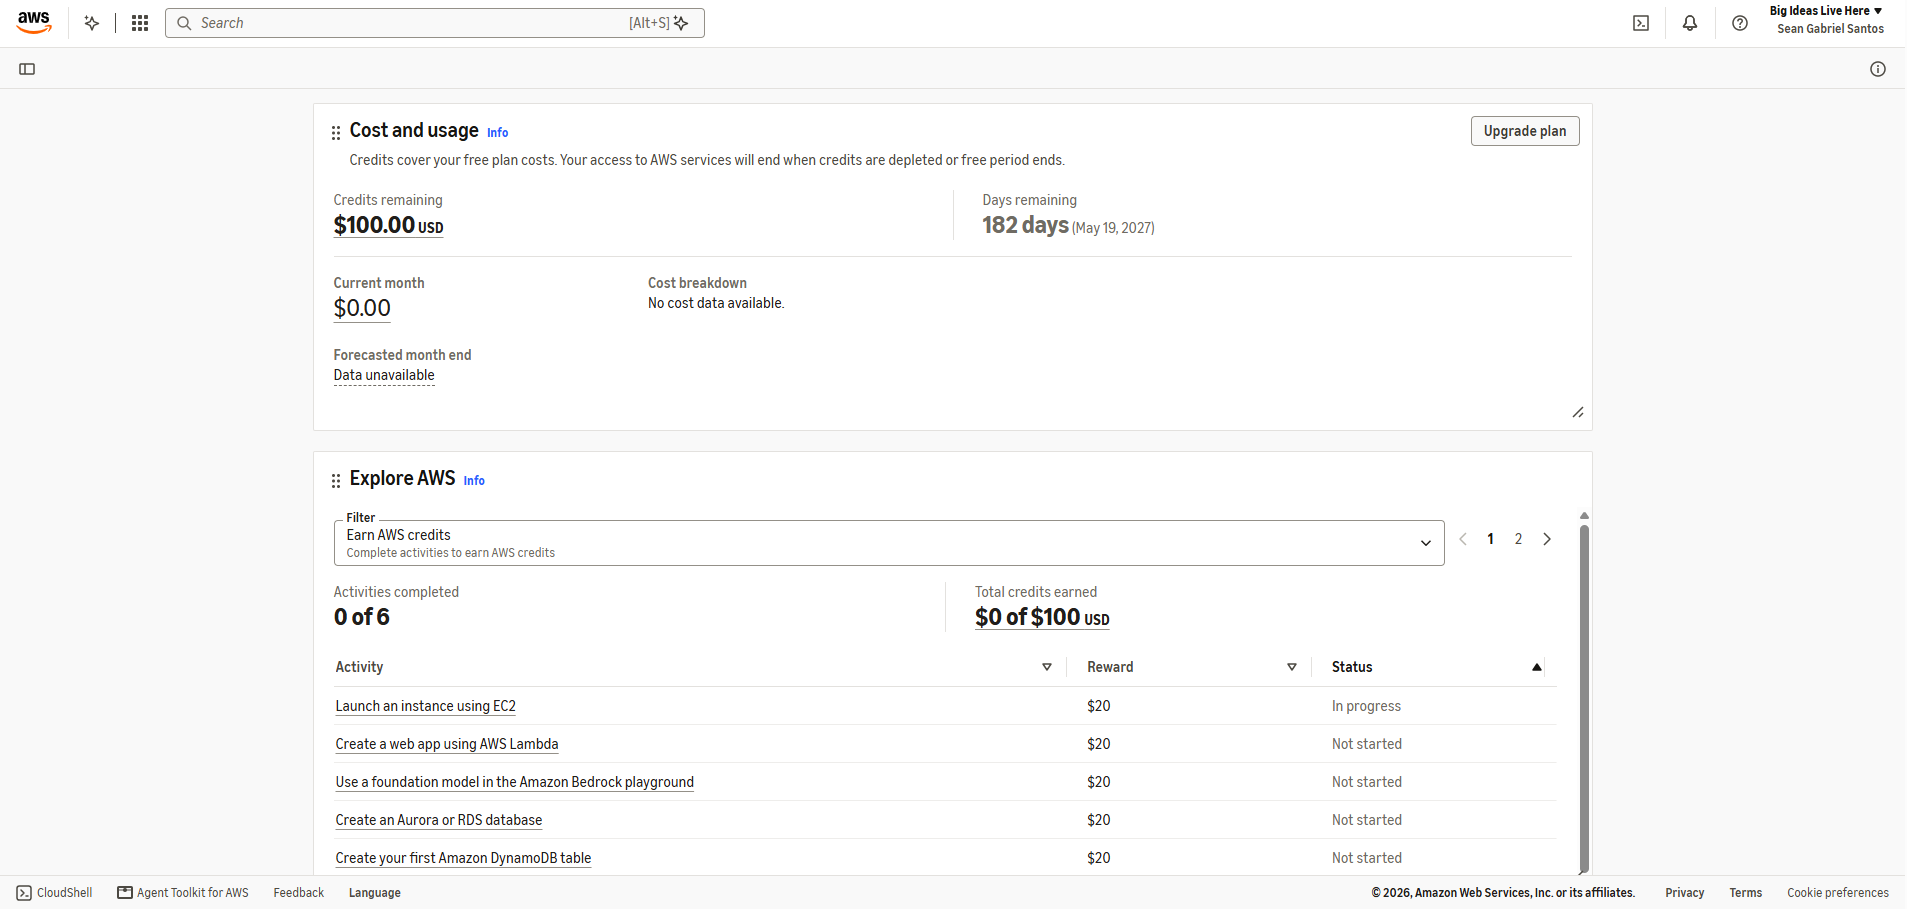 aws
Search [Alt+S]
Big Ideas Live Here
Sean Gabriel Santos
Cost and usage Info
Upgrade plan
Credits cover your free plan costs. Your access to AWS services will end when credits are depleted or free period ends.
Credits remaining
$100.00 USD
Days remaining
182 days (May 19, 2027)
Current month
$0.00
Cost breakdown
No cost data available.
Forecasted month end
Data unavailable
Explore AWS Info
Filter
Earn AWS credits
Complete activities to earn AWS credits
1 2
Activities completed
0 of 6
Total credits earned
$0 of $100 USD
Activity Reward Status
Launch an instance using EC2 $20 In progress
Create a web app using AWS Lambda $20 Not started
Use a foundation model in the Amazon Bedrock playground $20 Not started
Create an Aurora or RDS database $20 Not started
Create your first Amazon DynamoDB table $20 Not started
CloudShell Agent Toolkit for AWS Feedback Language © 2026, Amazon Web Services, Inc. or its affiliates. Privacy Terms Cookie preferences